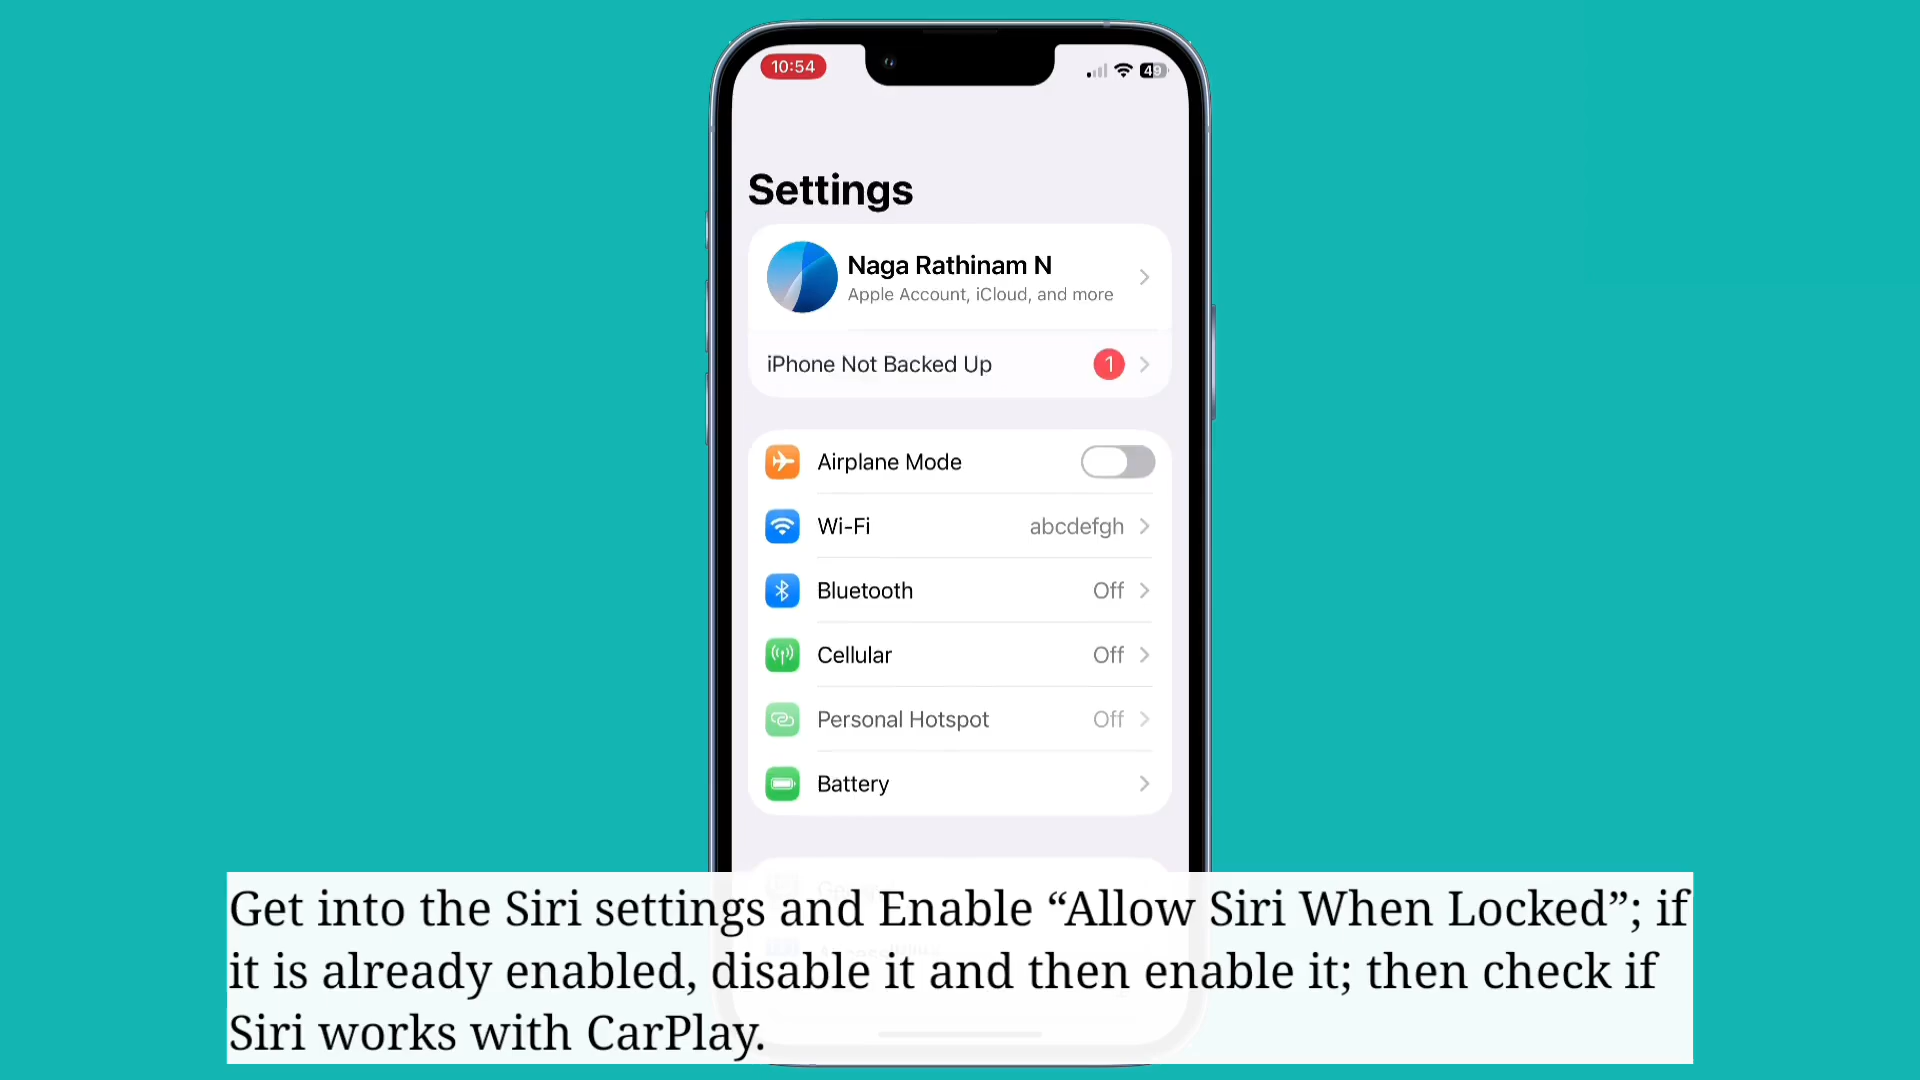 10:54
49
Settings
Naga Rathinam N
Apple Account, iCloud, and more
iPhone Not Backed Up 1
Airplane Mode
Wi-Fi abcdefgh
Bluetooth Off
Cellular Off
Personal Hotspot Off
Battery
Get into the Siri settings and Enable “Allow Siri When Locked”; if
it is already enabled, disable it and then enable it; then check if
Siri works with CarPlay.